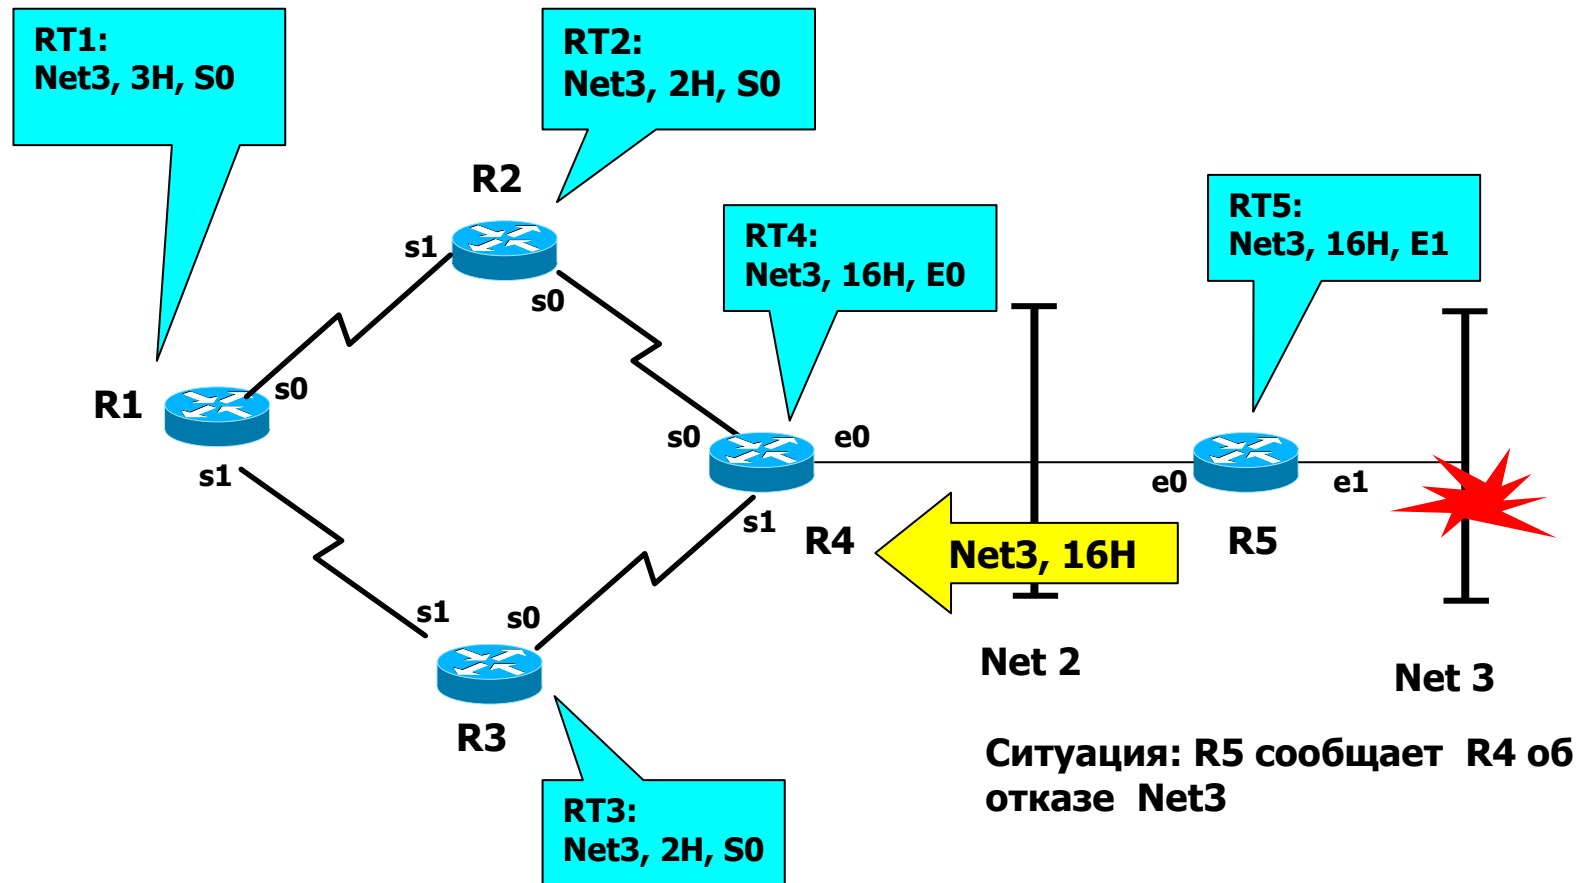 RT1:
Net3, 3H, S0
RT2:
Net3, 2H, S0
R2
RT4:
Net3, 16H, E0
RT5:
Net3, 16H, E1
s1
s0
R1
s0
s1
s0
e0
s1
R4
e0
e1
R5
Net3, 16H
s1
s0
R3
Net 2
Net 3
RT3:
Net3, 2H, S0
Ситуация: R5 сообщает R4 об
отказе Net3